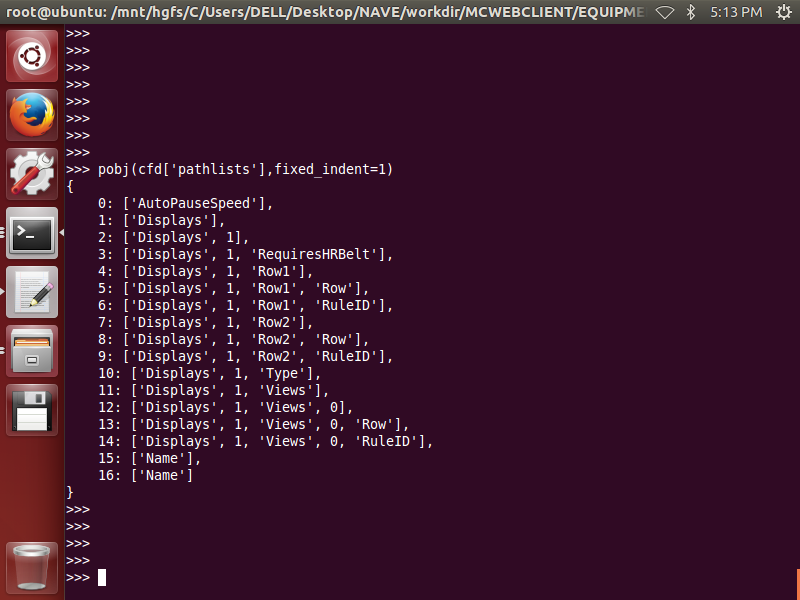 root@ubuntu: /mnt/hgfs/C/Users/DELL/Desktop/NAVE/workdir/MCWEBCLIENT/EQUIPME 5:13 PM
>>>
>>>
>>>
>>>
>>>
>>>
>>>
>>>
>>> pobj(cfd['pathlists'],fixed_indent=1)
{
    0: ['AutoPauseSpeed'],
    1: ['Displays'],
    2: ['Displays', 1],
    3: ['Displays', 1, 'RequiresHRBelt'],
    4: ['Displays', 1, 'Row1'],
    5: ['Displays', 1, 'Row1', 'Row'],
    6: ['Displays', 1, 'Row1', 'RuleID'],
    7: ['Displays', 1, 'Row2'],
    8: ['Displays', 1, 'Row2', 'Row'],
    9: ['Displays', 1, 'Row2', 'RuleID'],
    10: ['Displays', 1, 'Type'],
    11: ['Displays', 1, 'Views'],
    12: ['Displays', 1, 'Views', 0],
    13: ['Displays', 1, 'Views', 0, 'Row'],
    14: ['Displays', 1, 'Views', 0, 'RuleID'],
    15: ['Name'],
    16: ['Name']
}
>>>
>>>
>>>
>>>
>>>